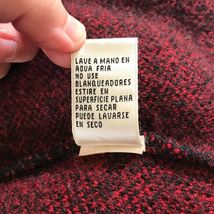 LAVE A MANO EN
AGUA FRIA
NO USE
BLANQUEADORES
ESTIRE EN
SUPERFICIE PLANA
PARA SECAR
PUEDE LAVARSE
EN SECO